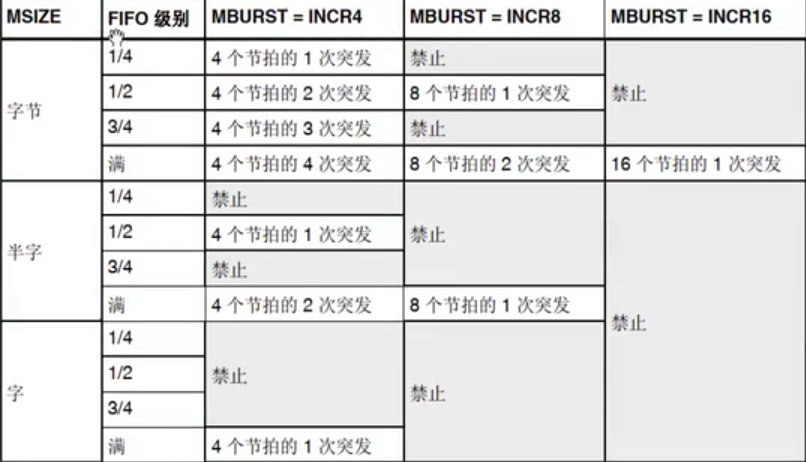 MSIZE FIFO 级别 MBURST = INCR4 MBURST = INCR8 MBURST = INCR16
字节 1/4 4 个节拍的 1 次突发 禁止 禁止
1/2 4 个节拍的 2 次突发 8 个节拍的 1 次突发
3/4 4 个节拍的 3 次突发 禁止
满 4 个节拍的 4 次突发 8 个节拍的 2 次突发 16 个节拍的 1 次突发
半字 1/4 禁止 禁止 禁止
1/2 4 个节拍的 1 次突发
3/4 禁止
满 4 个节拍的 2 次突发 8 个节拍的 1 次突发
字 1/4 禁止 禁止
1/2
3/4
满 4 个节拍的 1 次突发